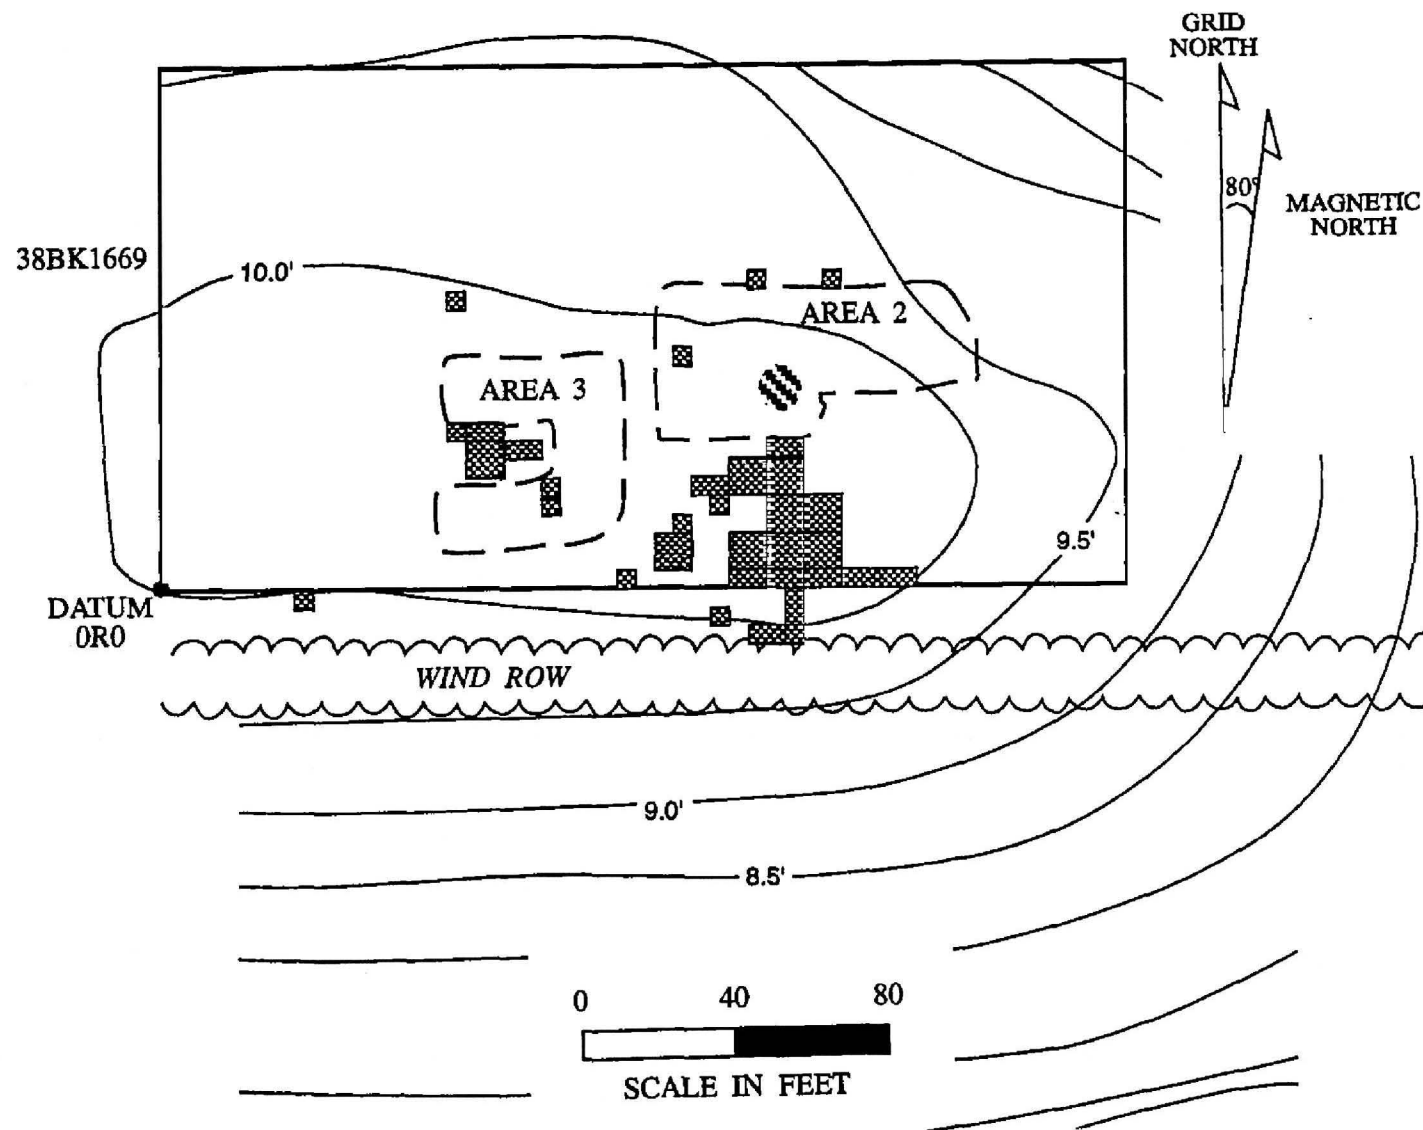 GRID
NORTH
80°
MAGNETIC
NORTH
38BK1669
10.0'
AREA 2
AREA 3
9.5'
DATUM
0R0
WIND ROW
9.0'
8.5'
0 40 80
SCALE IN FEET